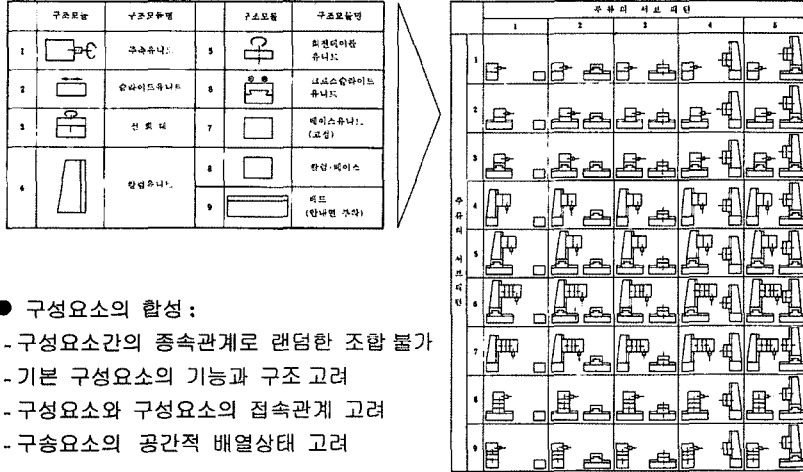 구조모듈 구조모듈명 구조모듈 구조모듈명
1 주축유니트 5 회전테이블 유니트
2 슬라이드유니트 6 크로스슬라이드 유니트
3 선 회 대 7 베이스유니트 (고정)
4 칼럼유니트 8 칼럼·베이스
9 베드 (안내면 부착)
1 2 3 4 5
1
2
3
4
5
6
7
8
9
● 구성요소의 합성 :
- 구성요소간의 종속관계로 랜덤한 조합 불가
- 기본 구성요소의 기능과 구조 고려
- 구성요소와 구성요소의 접속관계 고려
- 구송요소의 공간적 배열상태 고려